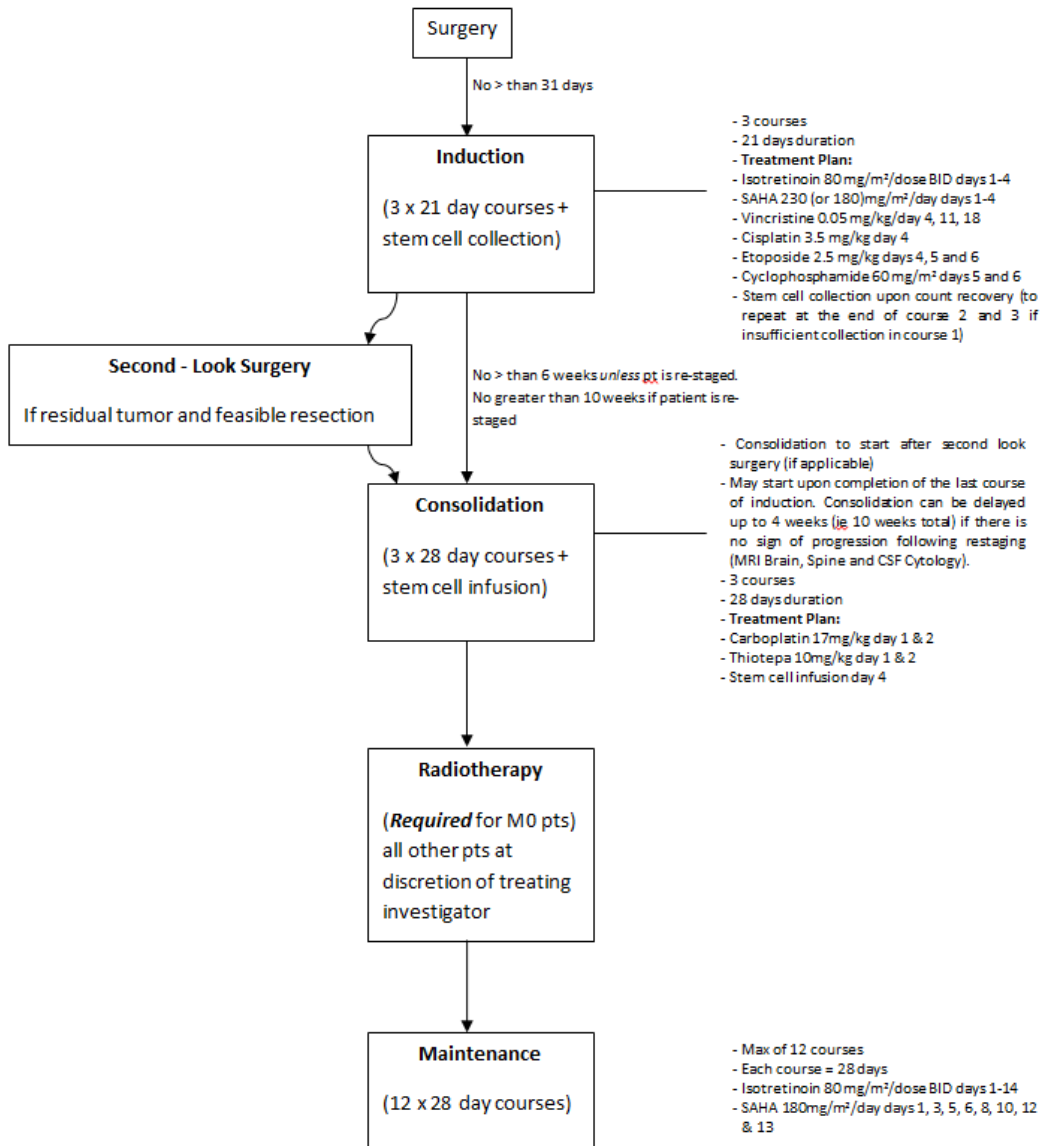 Surgery
No > than 31 days
Induction
(3 x 21 day courses +
stem cell collection)
- 3 courses
- 21 days duration
- Treatment Plan:
- Isotretinoin 80 mg/m²/dose BID days 1-4
- SAHA 230 (or 180)mg/m²/day days 1-4
- Vincristine 0.05 mg/kg/day 4, 11, 18
- Cisplatin 3.5 mg/kg day 4
- Etoposide 2.5 mg/kg days 4, 5 and 6
- Cyclophosphamide 60 mg/m² days 5 and 6
- Stem cell collection upon count recovery (to
repeat at the end of course 2 and 3 if
insufficient collection in course 1)
Second - Look Surgery
If residual tumor and feasible resection
No > than 6 weeks unless pt is re-staged.
No greater than 10 weeks if patient is re-
staged
Consolidation
(3 x 28 day courses +
stem cell infusion)
- Consolidation to start after second look
surgery (if applicable)
- May start upon completion of the last course
of induction. Consolidation can be delayed
up to 4 weeks (ie 10 weeks total) if there is
no sign of progression following restaging
(MRI Brain, Spine and CSF Cytology).
- 3 courses
- 28 days duration
- Treatment Plan:
- Carboplatin 17mg/kg day 1 & 2
- Thiotepa 10mg/kg day 1 & 2
- Stem cell infusion day 4
Radiotherapy
(Required for M0 pts)
all other pts at
discretion of treating
investigator
Maintenance
(12 x 28 day courses)
- Max of 12 courses
- Each course = 28 days
- Isotretinoin 80 mg/m²/dose BID days 1-14
- SAHA 180mg/m²/day days 1, 3, 5, 6, 8, 10, 12
& 13